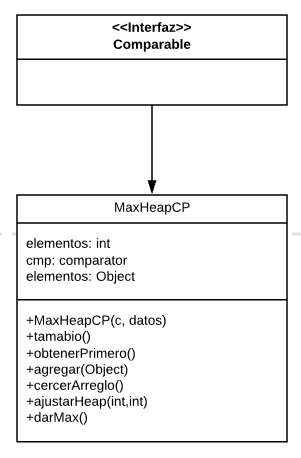 <<Interfaz>>
Comparable
MaxHeapCP
elementos: int
cmp: comparator
elementos: Object
+MaxHeapCP(c, datos)
+tamabio()
+obtenerPrimero()
+agregar(Object)
+cercerArreglo()
+ajustarHeap(int,int)
+darMax()